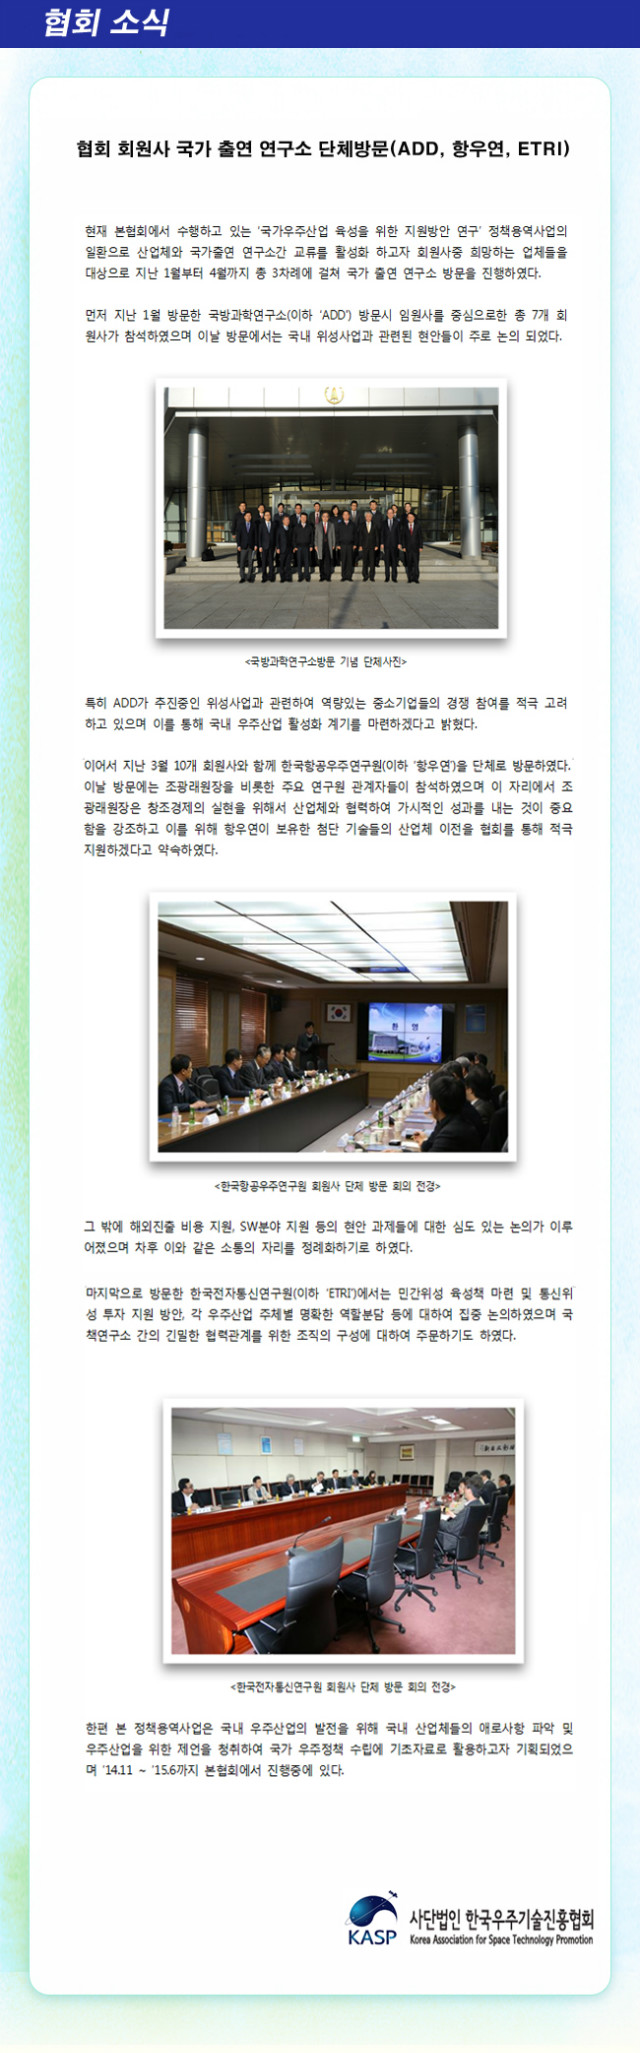 협회 소식
협회 회원사 국가 출연 연구소 단체방문(ADD, 항우연, ETRI)
현재 본협회에서 수행하고 있는 '국가우주산업 육성을 위한 지원방안 연구' 정책용역사업의
일환으로 산업체와 국가출연 연구소간 교류를 활성화 하고자 회원사중 희망하는 업체들을
대상으로 지난 1월부터 4월까지 총 3차례에 걸쳐 국가 출연 연구소 방문을 진행하였다.
먼저 지난 1월 방문한 국방과학연구소(이하 'ADD') 방문시 임원사를 중심으로한 총 7개 회
원사가 참석하였으며 이날 방문에서는 국내 위성사업과 관련된 현안들이 주로 논의 되었다.
<국방과학연구소방문 기념 단체사진>
특히 ADD가 추진중인 위성사업과 관련하여 역량있는 중소기업들의 경쟁 참여를 적극 고려
하고 있으며 이를 통해 국내 우주산업 활성화 계기를 마련하겠다고 밝혔다.
이어서 지난 3월 10개 회원사와 함께 한국항공우주연구원(이하 '항우연')을 단체로 방문하였다.
이날 방문에는 조광래원장을 비롯한 주요 연구원 관계자들이 참석하였으며 이 자리에서 조
광래원장은 창조경제의 실현을 위해서 산업체와 협력하여 가시적인 성과를 내는 것이 중요
함을 강조하고 이를 위해 항우연이 보유한 첨단 기술들의 산업체 이전을 협회를 통해 적극
지원하겠다고 약속하였다.
환 영
<한국항공우주연구원 회원사 단체 방문 회의 전경>
그 밖에 해외진출 비용 지원, SW분야 지원 등의 현안 과제들에 대한 심도 있는 논의가 이루
어졌으며 차후 이와 같은 소통의 자리를 정례화하기로 하였다.
마지막으로 방문한 한국전자통신연구원(이하 'ETRI')에서는 민간위성 육성책 마련 및 통신위
성 투자 지원 방안, 각 우주산업 주체별 명확한 역할분담 등에 대하여 집중 논의하였으며 국
책연구소 간의 긴밀한 협력관계를 위한 조직의 구성에 대하여 주문하기도 하였다.
<한국전자통신연구원 회원사 단체 방문 회의 전경>
한편 본 정책용역사업은 국내 우주산업의 발전을 위해 국내 산업체들의 애로사항 파악 및
우주산업을 위한 제언을 청취하여 국가 우주정책 수립에 기초자료로 활용하고자 기획되었으
며 '14.11 ~ '15.6까지 본협회에서 진행중에 있다.
KASP
사단법인 한국우주기술진흥협회
Korea Association for Space Technology Promotion